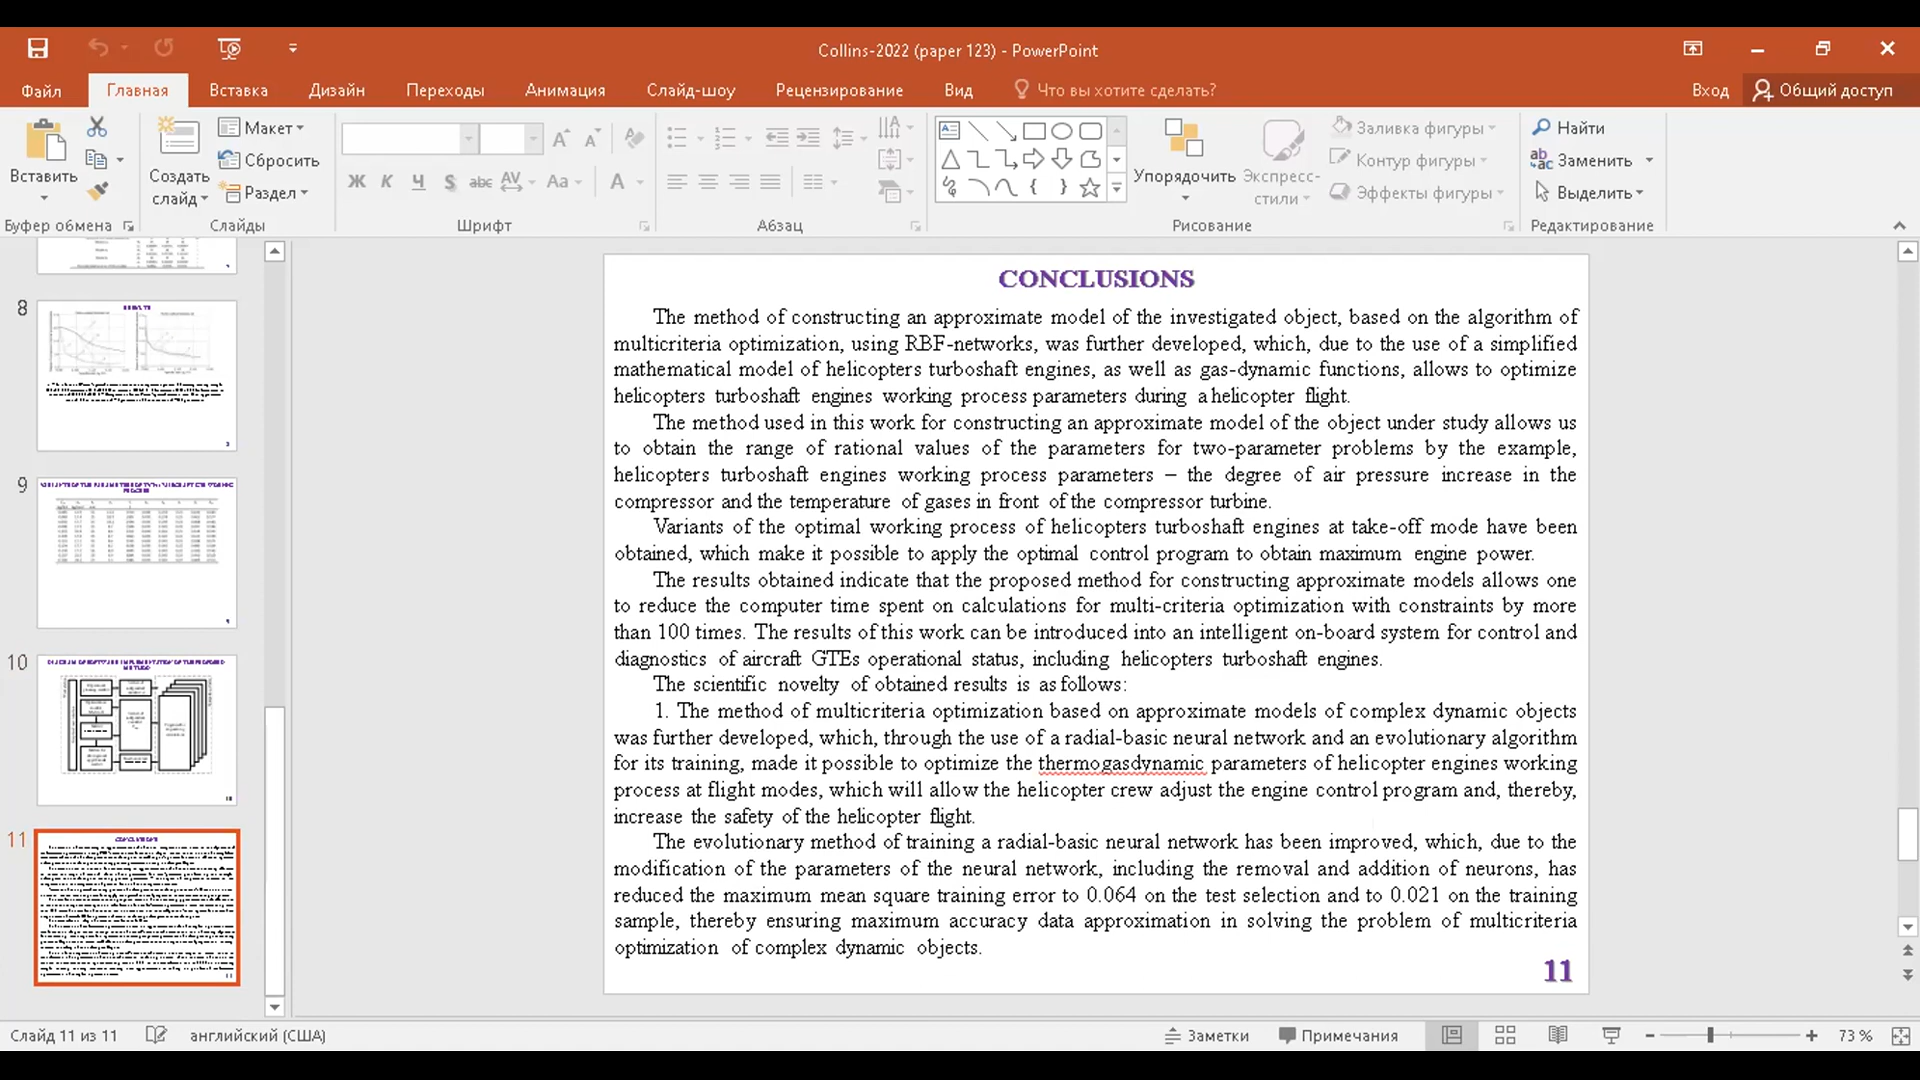 Collins-2022 (paper 123) - PowerPoint
Файл Главная Вставка Дизайн Переходы Анимация Слайд-шоу Рецензирование Вид Что вы хотите сделать? Вход Общий доступ
Вставить
Создать слайд
Макет
Сбросить
Раздел
Ж К Ч S abc AV Aa A
Упорядочить
Экспресс-стили
Заливка фигуры
Контур фигуры
Эффекты фигуры
Найти
Заменить
Выделить
Буфер обмена Слайды Шрифт Абзац Рисование Редактирование
8
9
10
11
CONCLUSIONS
The method of constructing an approximate model of the investigated object, based on the algorithm of
multicriteria optimization, using RBF-networks, was further developed, which, due to the use of a simplified
mathematical model of helicopters turboshaft engines, as well as gas-dynamic functions, allows to optimize
helicopters turboshaft engines working process parameters during a helicopter flight.
The method used in this work for constructing an approximate model of the object under study allows us
to obtain the range of rational values of the parameters for two-parameter problems by the example,
helicopters turboshaft engines working process parameters – the degree of air pressure increase in the
compressor and the temperature of gases in front of the compressor turbine.
Variants of the optimal working process of helicopters turboshaft engines at take-off mode have been
obtained, which make it possible to apply the optimal control program to obtain maximum engine power.
The results obtained indicate that the proposed method for constructing approximate models allows one
to reduce the computer time spent on calculations for multi-criteria optimization with constraints by more
than 100 times. The results of this work can be introduced into an intelligent on-board system for control and
diagnostics of aircraft GTEs operational status, including helicopters turboshaft engines.
The scientific novelty of obtained results is as follows:
1. The method of multicriteria optimization based on approximate models of complex dynamic objects
was further developed, which, through the use of a radial-basic neural network and an evolutionary algorithm
for its training, made it possible to optimize the thermogasdynamic parameters of helicopter engines working
process at flight modes, which will allow the helicopter crew adjust the engine control program and, thereby,
increase the safety of the helicopter flight.
The evolutionary method of training a radial-basic neural network has been improved, which, due to the
modification of the parameters of the neural network, including the removal and addition of neurons, has
reduced the maximum mean square training error to 0.064 on the test selection and to 0.021 on the training
sample, thereby ensuring maximum accuracy data approximation in solving the problem of multicriteria
optimization of complex dynamic objects.
11
Слайд 11 из 11 английский (США) Заметки Примечания 73 %